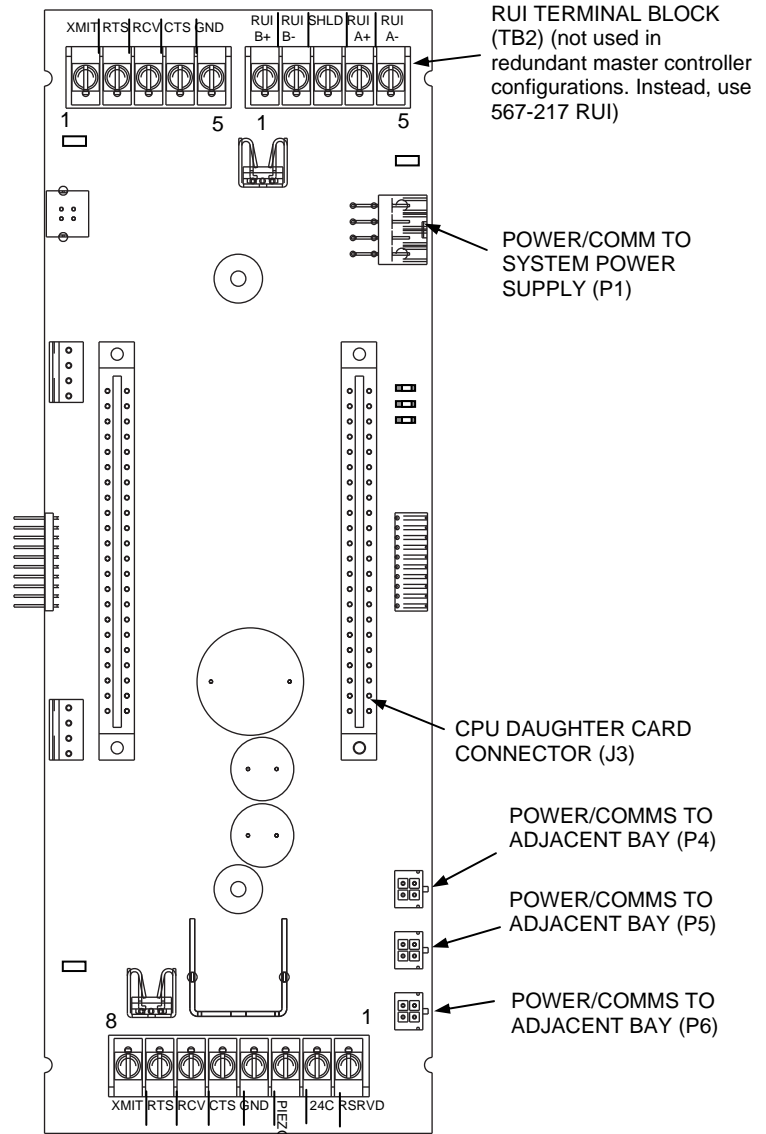 XMIT RTS RCV CTS GND
RUI B+ RUI B- SHLD RUI A+ RUI A-
1 5 1 5
RUI TERMINAL BLOCK
(TB2) (not used in
redundant master controller
configurations. Instead, use
567-217 RUI)
POWER/COMM TO
SYSTEM POWER
SUPPLY (P1)
CPU DAUGHTER CARD
CONNECTOR (J3)
POWER/COMMS TO
ADJACENT BAY (P4)
POWER/COMMS TO
ADJACENT BAY (P5)
POWER/COMMS TO
ADJACENT BAY (P6)
8 1
XMIT RTS RCV CTS GND PIEZO 24C RSRVD